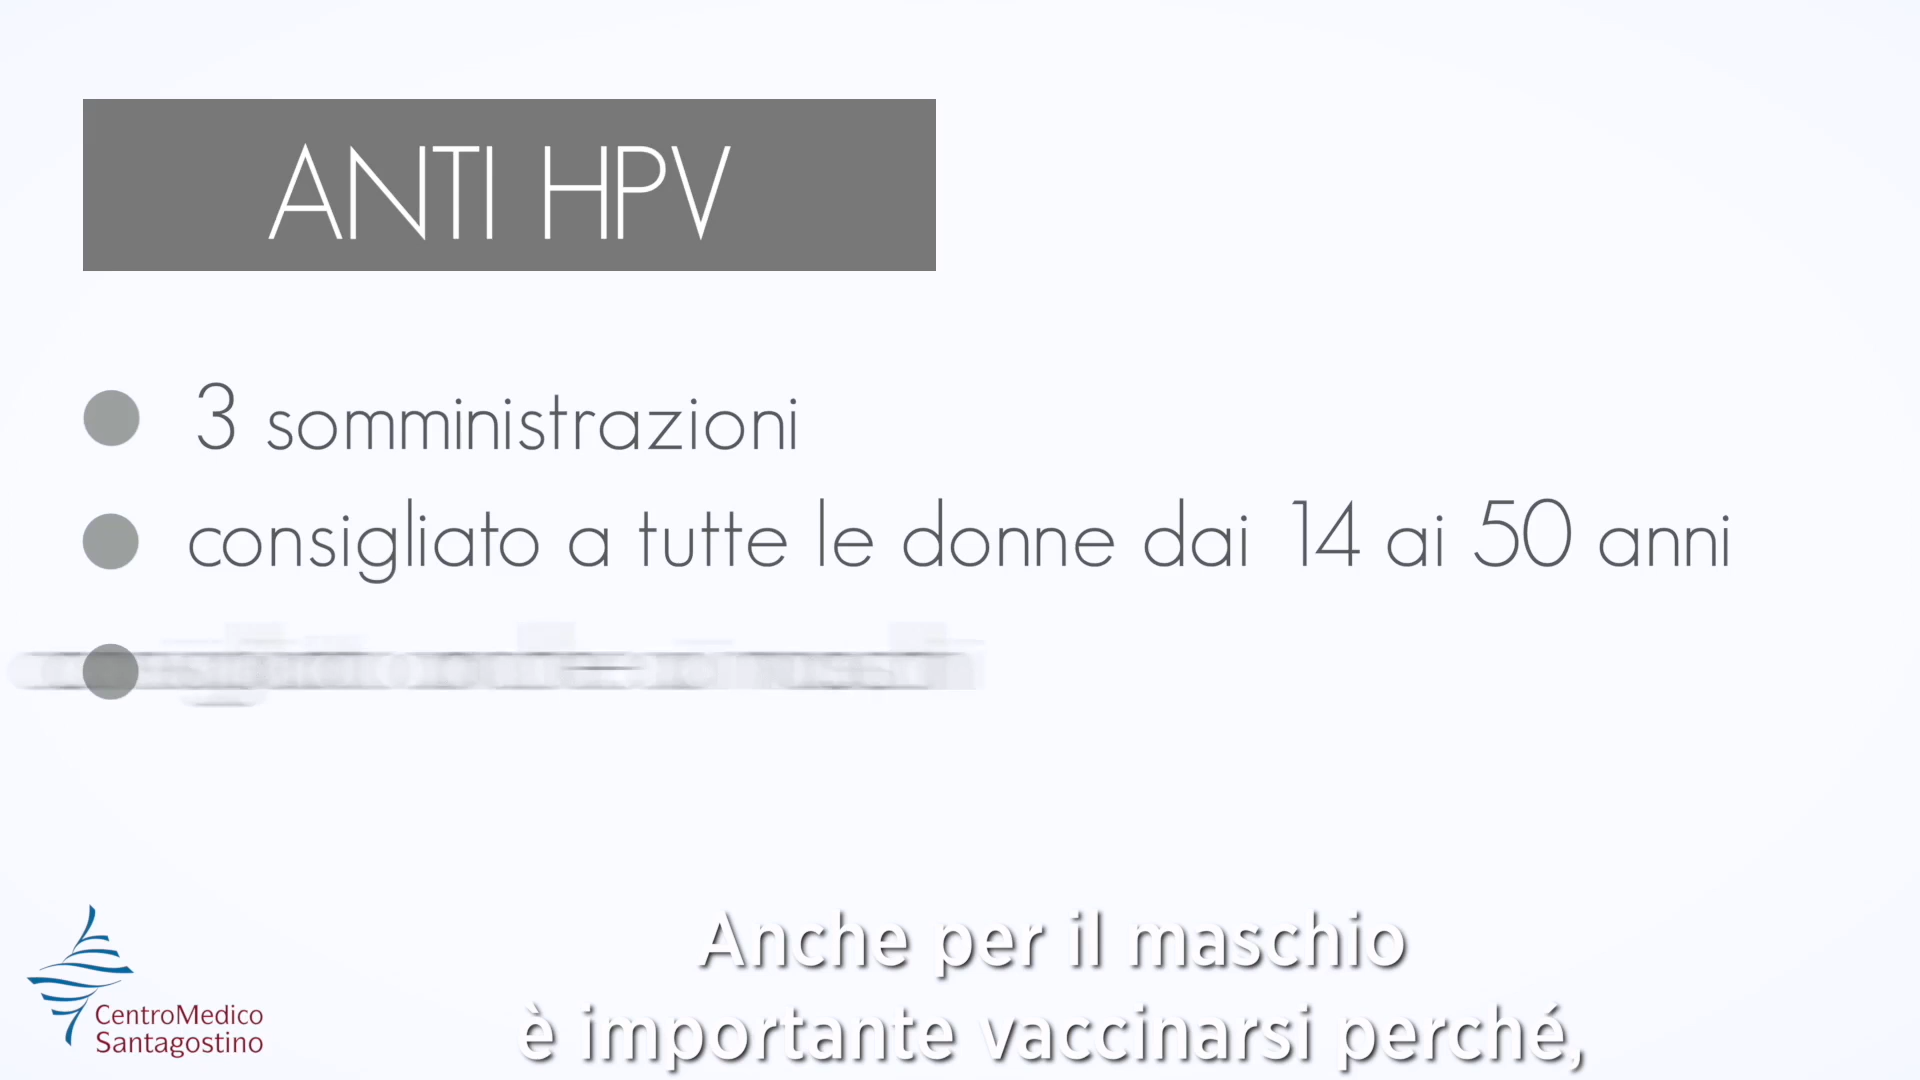 ANTI HPV
3 somministrazioni
consigliato a tutte le donne dai 14 ai 50 anni
Anche per il maschio
è importante vaccinarsi perché,
CentroMedico
Santagostino